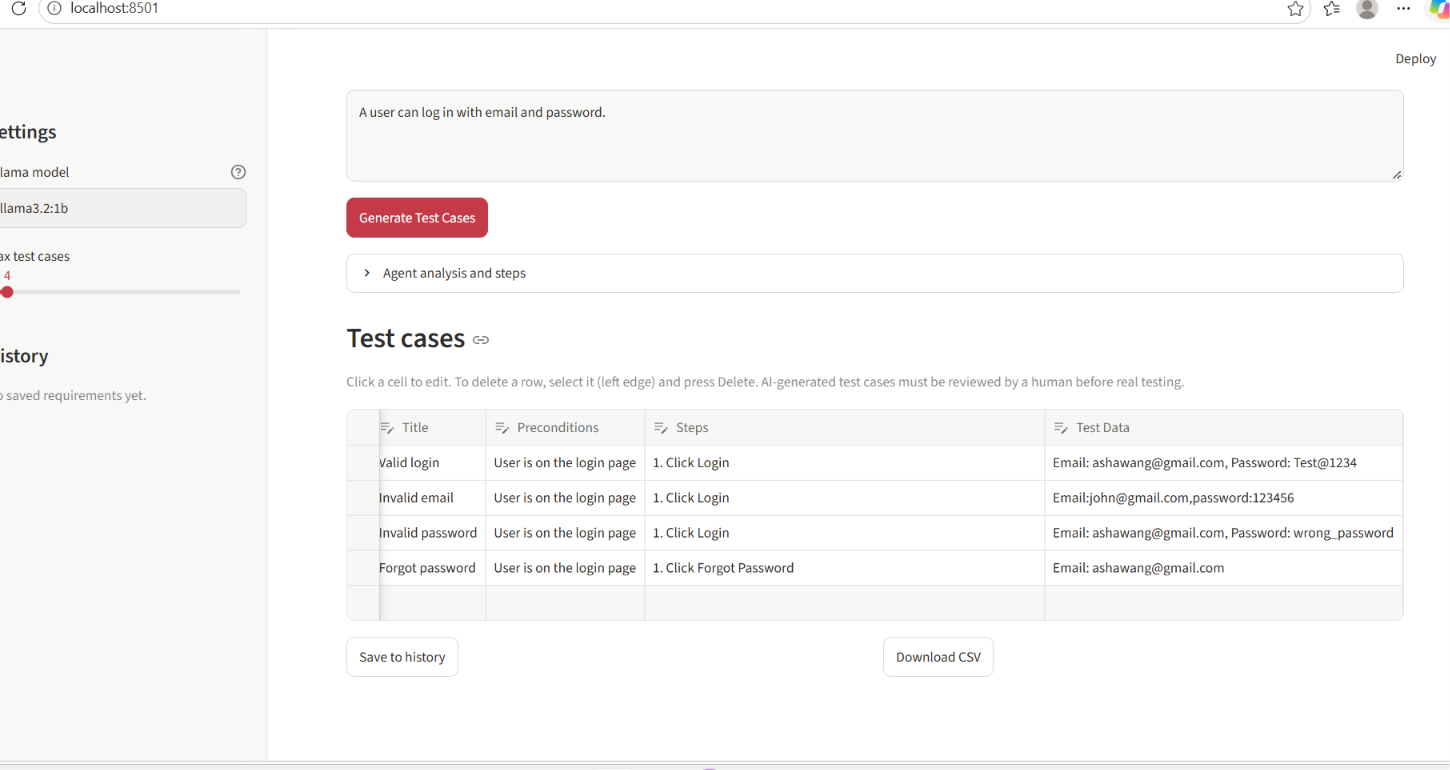 localhost:8501
Deploy
ettings
lama model
llama3.2:1b
ax test cases
4
istory
o saved requirements yet.
A user can log in with email and password.
Generate Test Cases
Agent analysis and steps
Test cases
Click a cell to edit. To delete a row, select it (left edge) and press Delete. AI-generated test cases must be reviewed by a human before real testing.
Title Preconditions Steps Test Data
Valid login User is on the login page 1. Click Login Email: ashawang@gmail.com, Password: Test@1234
Invalid email User is on the login page 1. Click Login Email:john@gmail.com,password:123456
Invalid password User is on the login page 1. Click Login Email: ashawang@gmail.com, Password: wrong_password
Forgot password User is on the login page 1. Click Forgot Password Email: ashawang@gmail.com
Save to history Download CSV